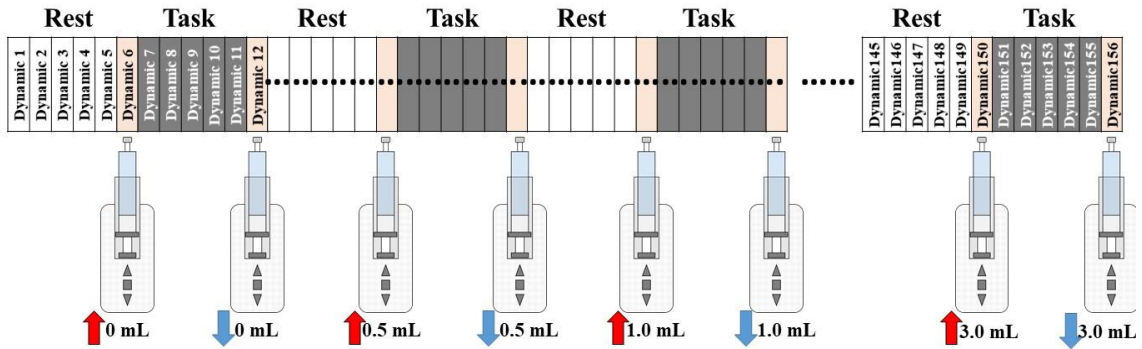 Rest Task Rest Task Rest Task Rest Task
Dynamic 1
Dynamic 2
Dynamic 3
Dynamic 4
Dynamic 5
Dynamic 6
Dynamic 7
Dynamic 8
Dynamic 9
Dynamic 10
Dynamic 11
Dynamic 12
Dynamic145
Dynamic146
Dynamic147
Dynamic148
Dynamic149
Dynamic150
Dynamic151
Dynamic152
Dynamic153
Dynamic154
Dynamic155
Dynamic156
0 mL 0 mL 0.5 mL 0.5 mL 1.0 mL 1.0 mL 3.0 mL 3.0 mL